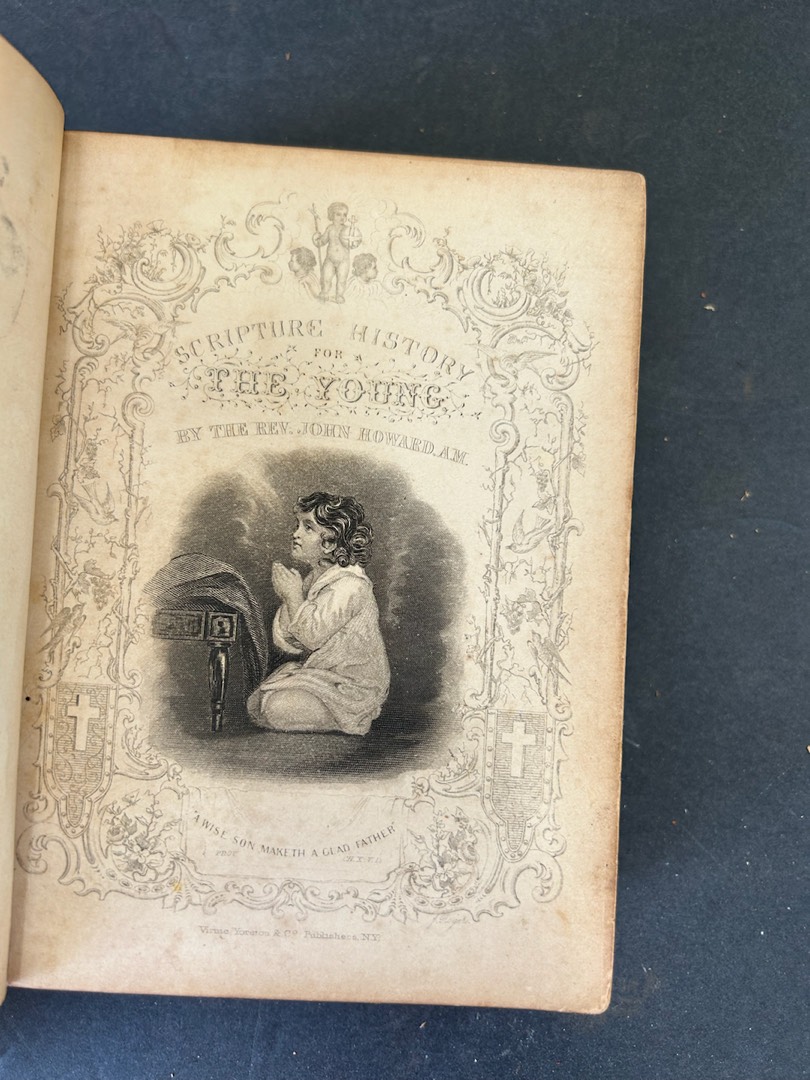 SCRIPTURE HISTORY
FOR
THE YOUNG
BY THE REV. JOHN HOWARD, A.M.
"A WISE SON MAKETH A GLAD FATHER"
Virtue, Yorston & Co. Publishers, N.Y.